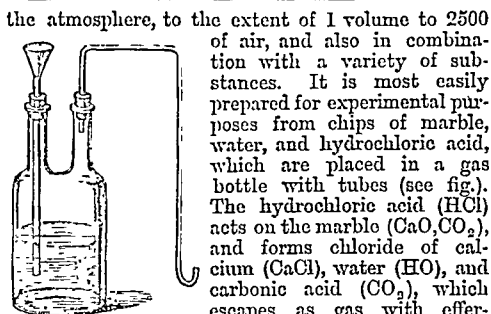 the atmosphere, to the extent of 1 volume to 2500
of air, and also in combina-
tion with a variety of sub-
stances. It is most easily
prepared for experimental pur-
poses from chips of marble,
water, and hydrochloric acid,
which are placed in a gas
bottle with tubes (see fig.).
The hydrochloric acid (HCl)
acts on the marble (CaO,CO₂),
and forms chloride of cal-
cium (CaCl), water (HO), and
carbonic acid (CO₂), which
escapes as gas with effer-